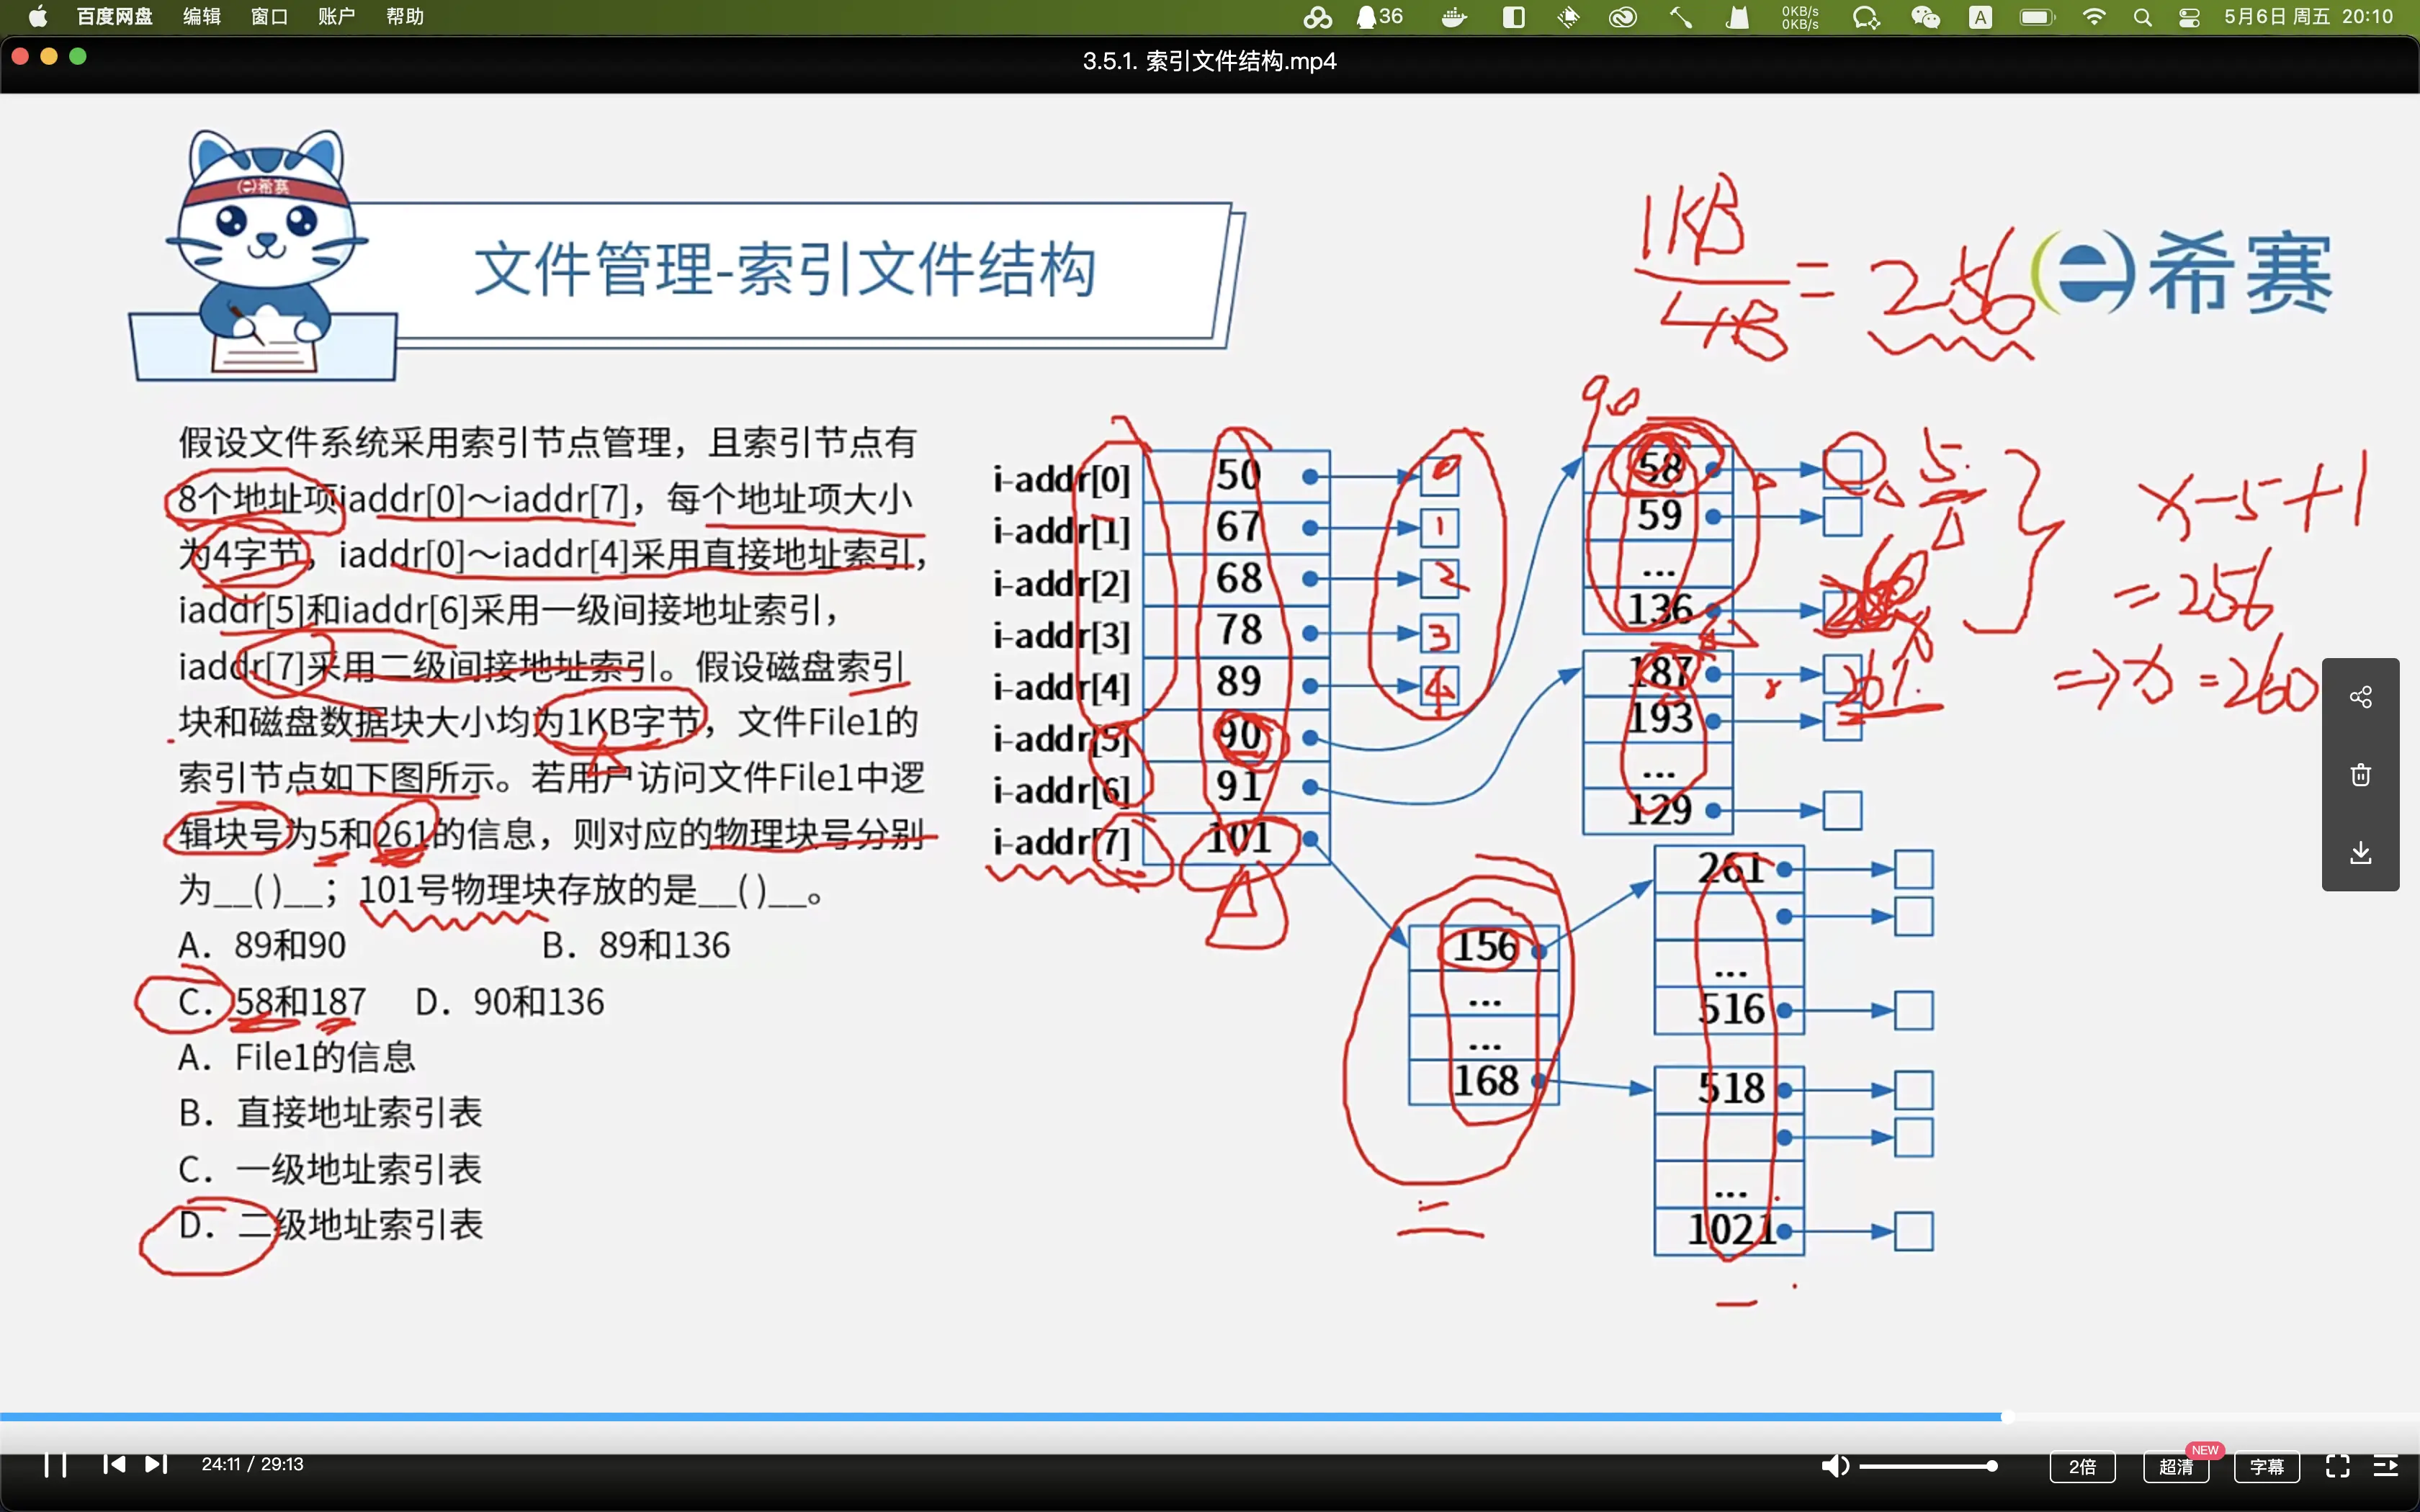 百度网盘 编辑 窗口 账户 帮助 36 0KB/s 0KB/s A 5月6日 周五 20:10
3.5.1. 索引文件结构.mp4
希赛
文件管理-索引文件结构
希赛
1KB
4B
= 256
假设文件系统采用索引节点管理，且索引节点有
8个地址项iaddr[0]～iaddr[7]，每个地址项大小
为4字节，iaddr[0]～iaddr[4]采用直接地址索引，
iaddr[5]和iaddr[6]采用一级间接地址索引，
iaddr[7]采用二级间接地址索引。假设磁盘索引
块和磁盘数据块大小均为1KB字节，文件File1的
索引节点如下图所示。若用户访问文件File1中逻
辑块号为5和261的信息，则对应的物理块号分别
为__()__；101号物理块存放的是__()__。
A．89和90 B．89和136
C．58和187 D．90和136
A．File1的信息
B．直接地址索引表
C．一级地址索引表
D．二级地址索引表
i-addr[0] 50 0
i-addr[1] 67 1
i-addr[2] 68 2
i-addr[3] 78 3
i-addr[4] 89 4
i-addr[5] 90
i-addr[6] 91
i-addr[7] 101
90
58 5
59
...
136
187 261
193
...
129
x-5+1
=256
=>x=260
156
...
...
168
二
261
...
516
518
...
1021
一
24:11 / 29:13 2倍 超清 NEW 字幕